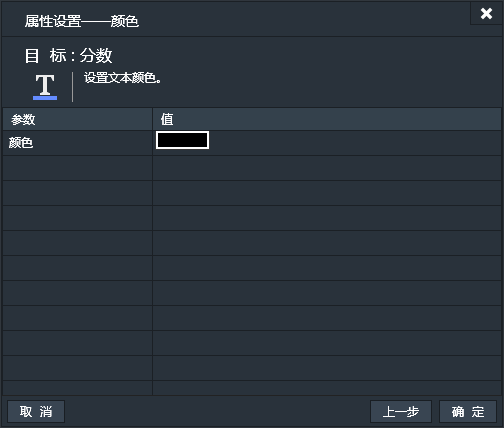 属性设置——颜色
目 标 : 分数
T
设置文本颜色。
参数 值
颜色
取 消 上一步 确 定